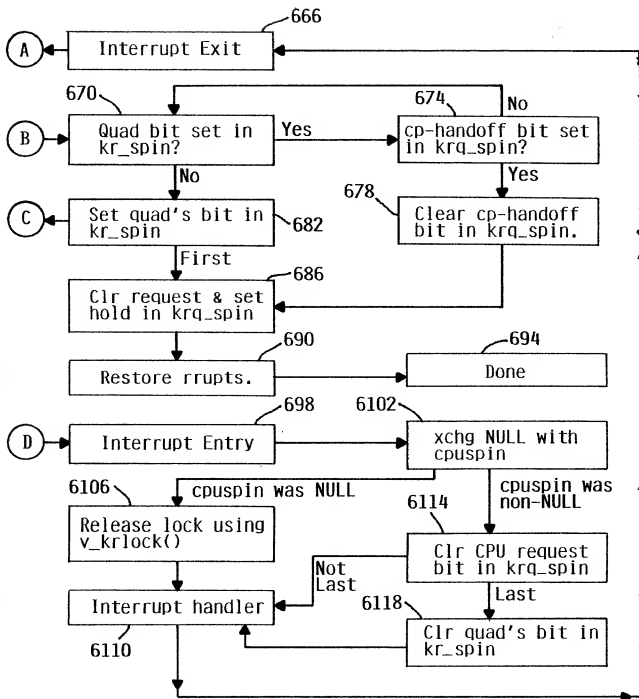 666
A
Interrupt Exit
670
674
No
B
Quad bit set in
kr_spin?
Yes
cp-handoff bit set
in krq_spin?
No
Yes
678
C
Set quad's bit in
kr_spin
682
Clear cp-handoff
bit in krq_spin.
First
686
Clr request & set
hold in krq_spin
690
694
Restore rrupts.
Done
698
6102
D
Interrupt Entry
xchg NULL with
cpuspin
6106
cpuspin was NULL
cpuspin was
non-NULL
6114
Release lock using
v_krlock()
Clr CPU request
bit in krq_spin
Not
Last
Last
Interrupt handler
6118
6110
Clr quad's bit in
kr_spin